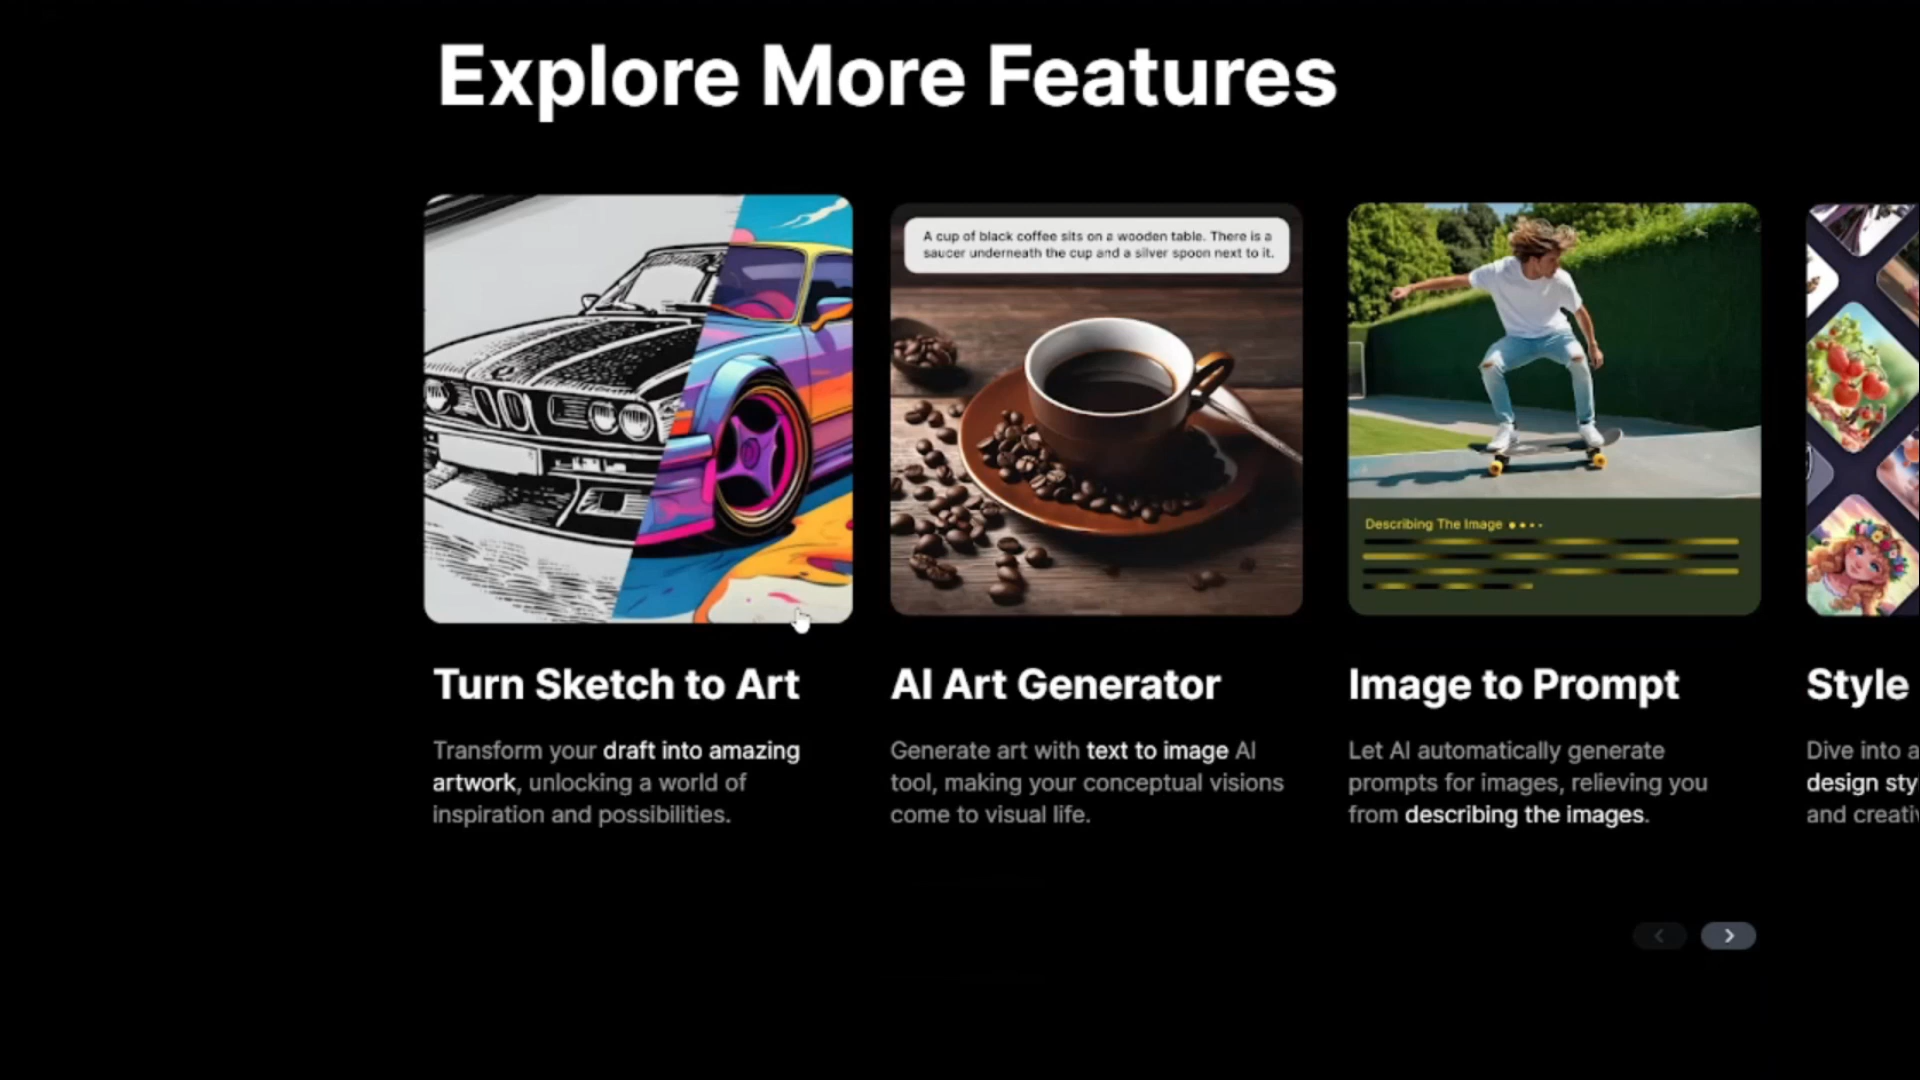 Explore More Features
A cup of black coffee sits on a wooden table. There is a
saucer underneath the cup and a silver spoon next to it.
Describing The Image
Turn Sketch to Art
Transform your draft into amazing
artwork, unlocking a world of
inspiration and possibilities.
AI Art Generator
Generate art with text to image AI
tool, making your conceptual visions
come to visual life.
Image to Prompt
Let AI automatically generate
prompts for images, relieving you
from describing the images.
Style
Dive into a
design sty
and creativ